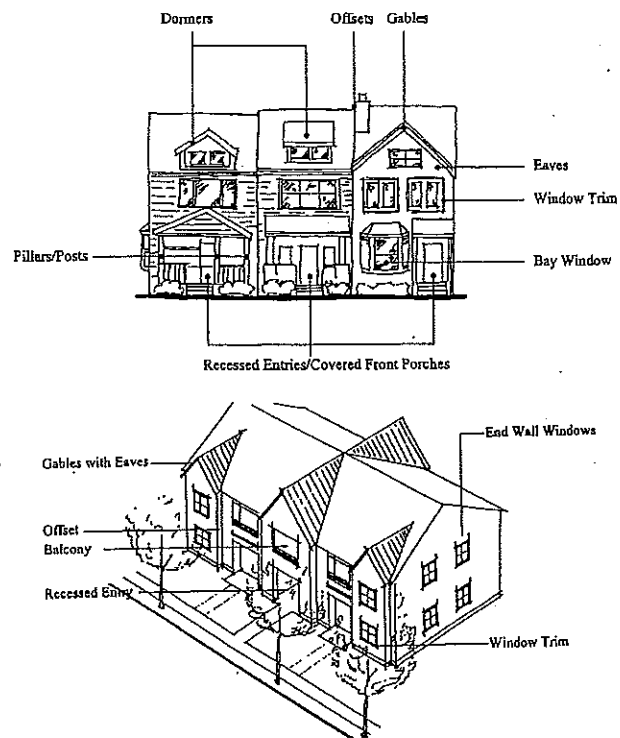 Dormers
Offsets
Gables
Eaves
Window Trim
Pillars/Posts
Bay Window
Recessed Entries/Covered Front Porches
End Wall Windows
Gables with Eaves
Offset
Balcony
Recessed Entry
Window Trim